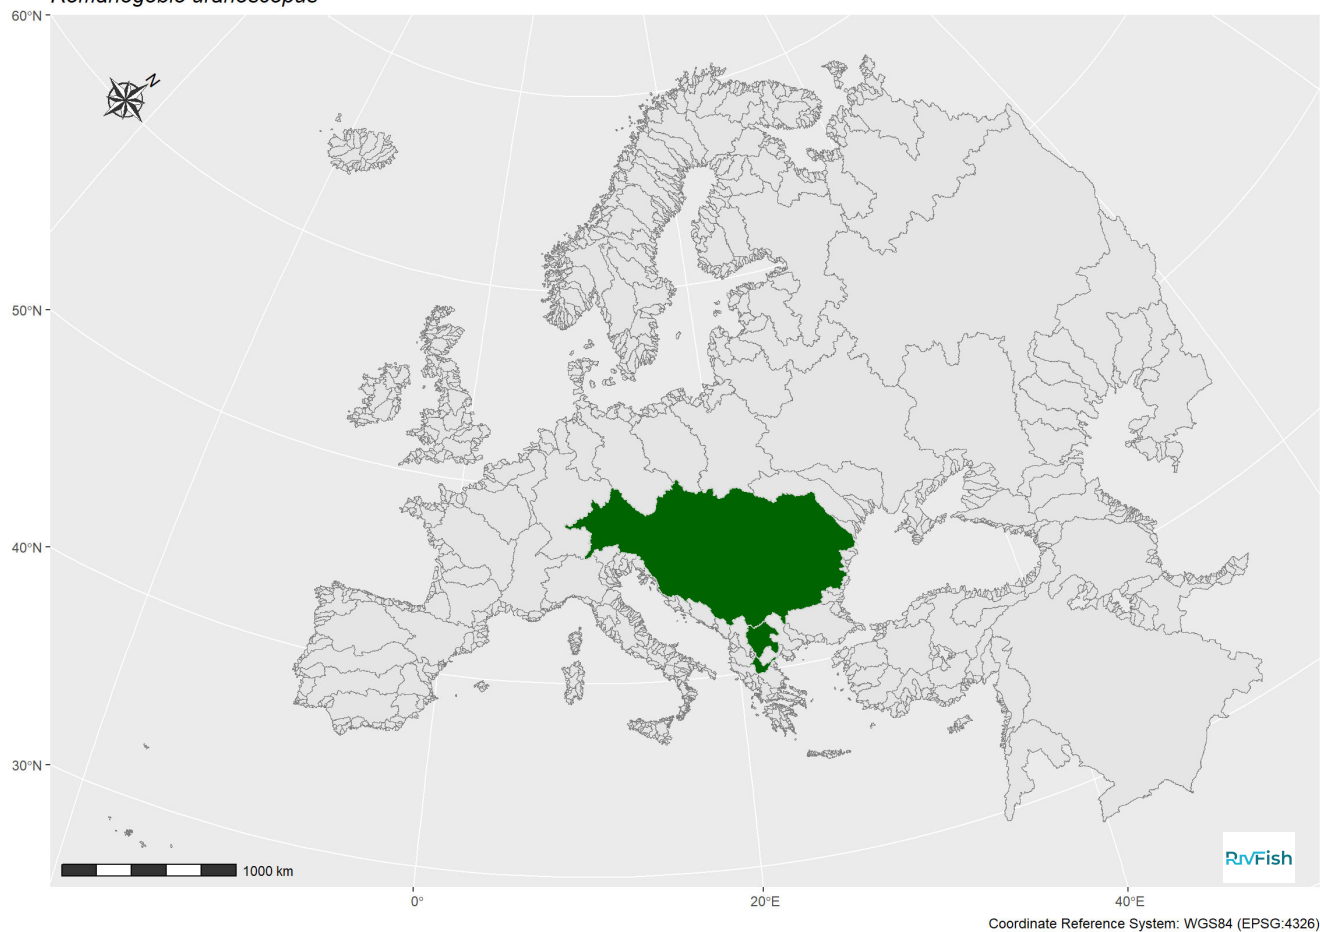 Romanogobio uranoscopus
60°N
N
50°N
40°N
30°N
1000 km
RivFish
0°
20°E
40°E
Coordinate Reference System: WGS84 (EPSG:4326)